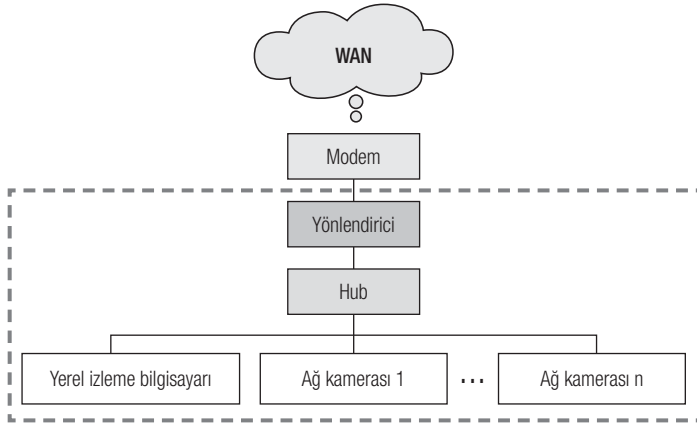 WAN
Modem
Yönlendirici
Hub
Yerel izleme bilgisayarı
Ağ kamerası 1
...
Ağ kamerası n